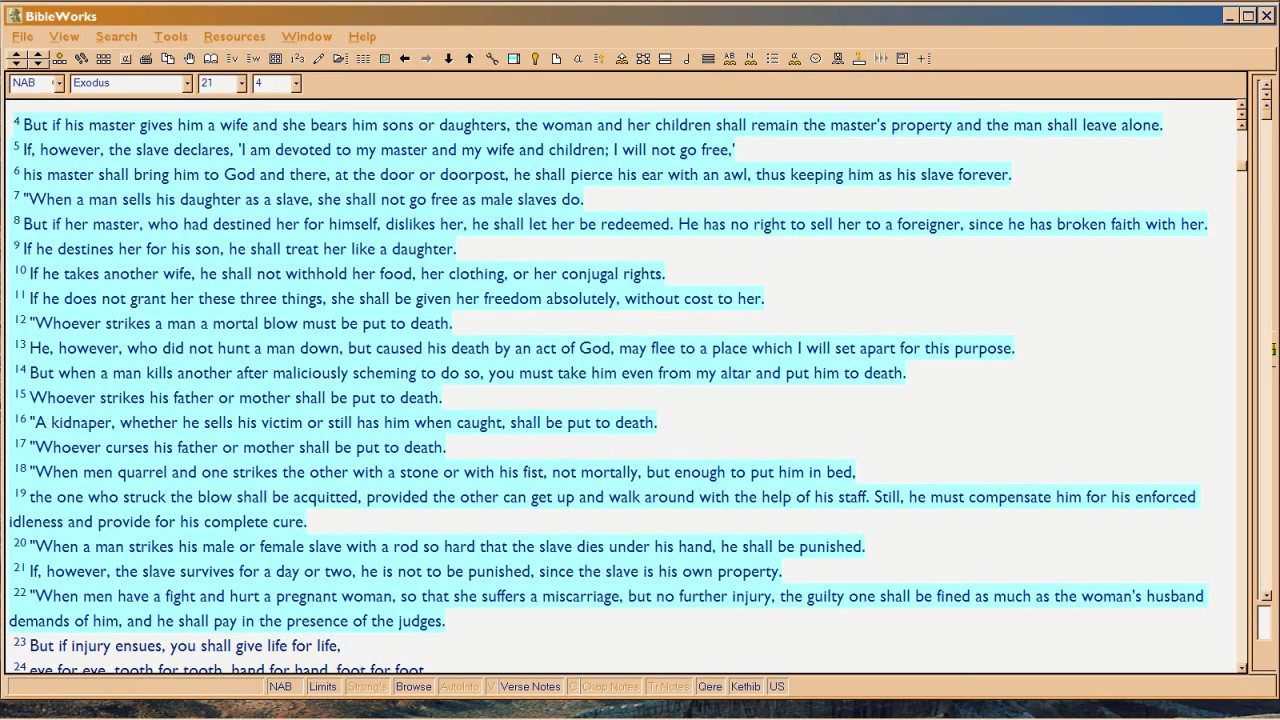 BibleWorks
File View Search Tools Resources Window Help
NAB Exodus 21 4
4 But if his master gives him a wife and she bears him sons or daughters, the woman and her children shall remain the master's property and the man shall leave alone.
5 If, however, the slave declares, 'I am devoted to my master and my wife and children; I will not go free,'
6 his master shall bring him to God and there, at the door or doorpost, he shall pierce his ear with an awl, thus keeping him as his slave forever.
7 "When a man sells his daughter as a slave, she shall not go free as male slaves do.
8 But if her master, who had destined her for himself, dislikes her, he shall let her be redeemed. He has no right to sell her to a foreigner, since he has broken faith with her.
9 If he destines her for his son, he shall treat her like a daughter.
10 If he takes another wife, he shall not withhold her food, her clothing, or her conjugal rights.
11 If he does not grant her these three things, she shall be given her freedom absolutely, without cost to her.
12 "Whoever strikes a man a mortal blow must be put to death.
13 He, however, who did not hunt a man down, but caused his death by an act of God, may flee to a place which I will set apart for this purpose.
14 But when a man kills another after maliciously scheming to do so, you must take him even from my altar and put him to death.
15 Whoever strikes his father or mother shall be put to death.
16 "A kidnaper, whether he sells his victim or still has him when caught, shall be put to death.
17 "Whoever curses his father or mother shall be put to death.
18 "When men quarrel and one strikes the other with a stone or with his fist, not mortally, but enough to put him in bed,
19 the one who struck the blow shall be acquitted, provided the other can get up and walk around with the help of his staff. Still, he must compensate him for his enforced
idleness and provide for his complete cure.
20 "When a man strikes his male or female slave with a rod so hard that the slave dies under his hand, he shall be punished.
21 If, however, the slave survives for a day or two, he is not to be punished, since the slave is his own property.
22 "When men have a fight and hurt a pregnant woman, so that she suffers a miscarriage, but no further injury, the guilty one shall be fined as much as the woman's husband
demands of him, and he shall pay in the presence of the judges.
23 But if injury ensues, you shall give life for life,
24 eye for eye, tooth for tooth, hand for hand, foot for foot,
NAB Limits Strong's Browse AutoInfo V Verse Notes C Chap Notes Tr Notes Qere Kethib US